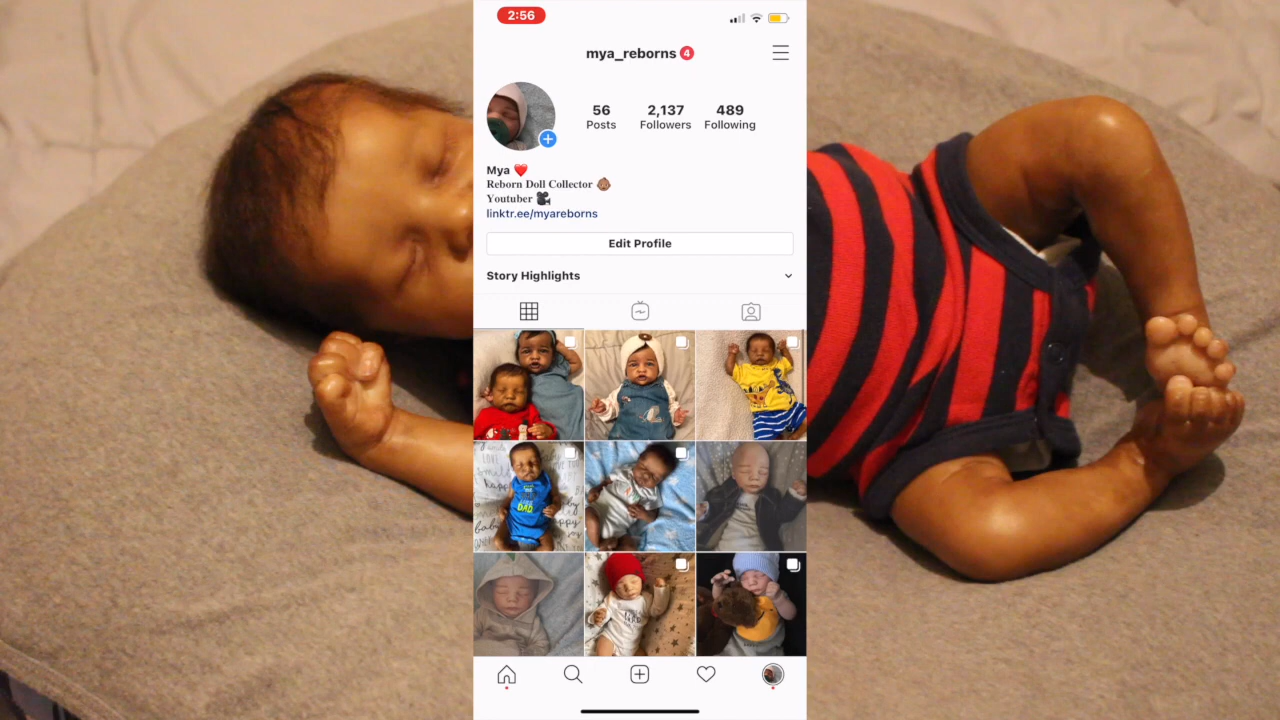 2:56
mya_reborns 4
56 2,137 489
Posts Followers Following
Mya ❤️
Reborn Doll Collector 👶🏾
Youtuber 🎥
linktr.ee/myareborns
Edit Profile
Story Highlights
DAD